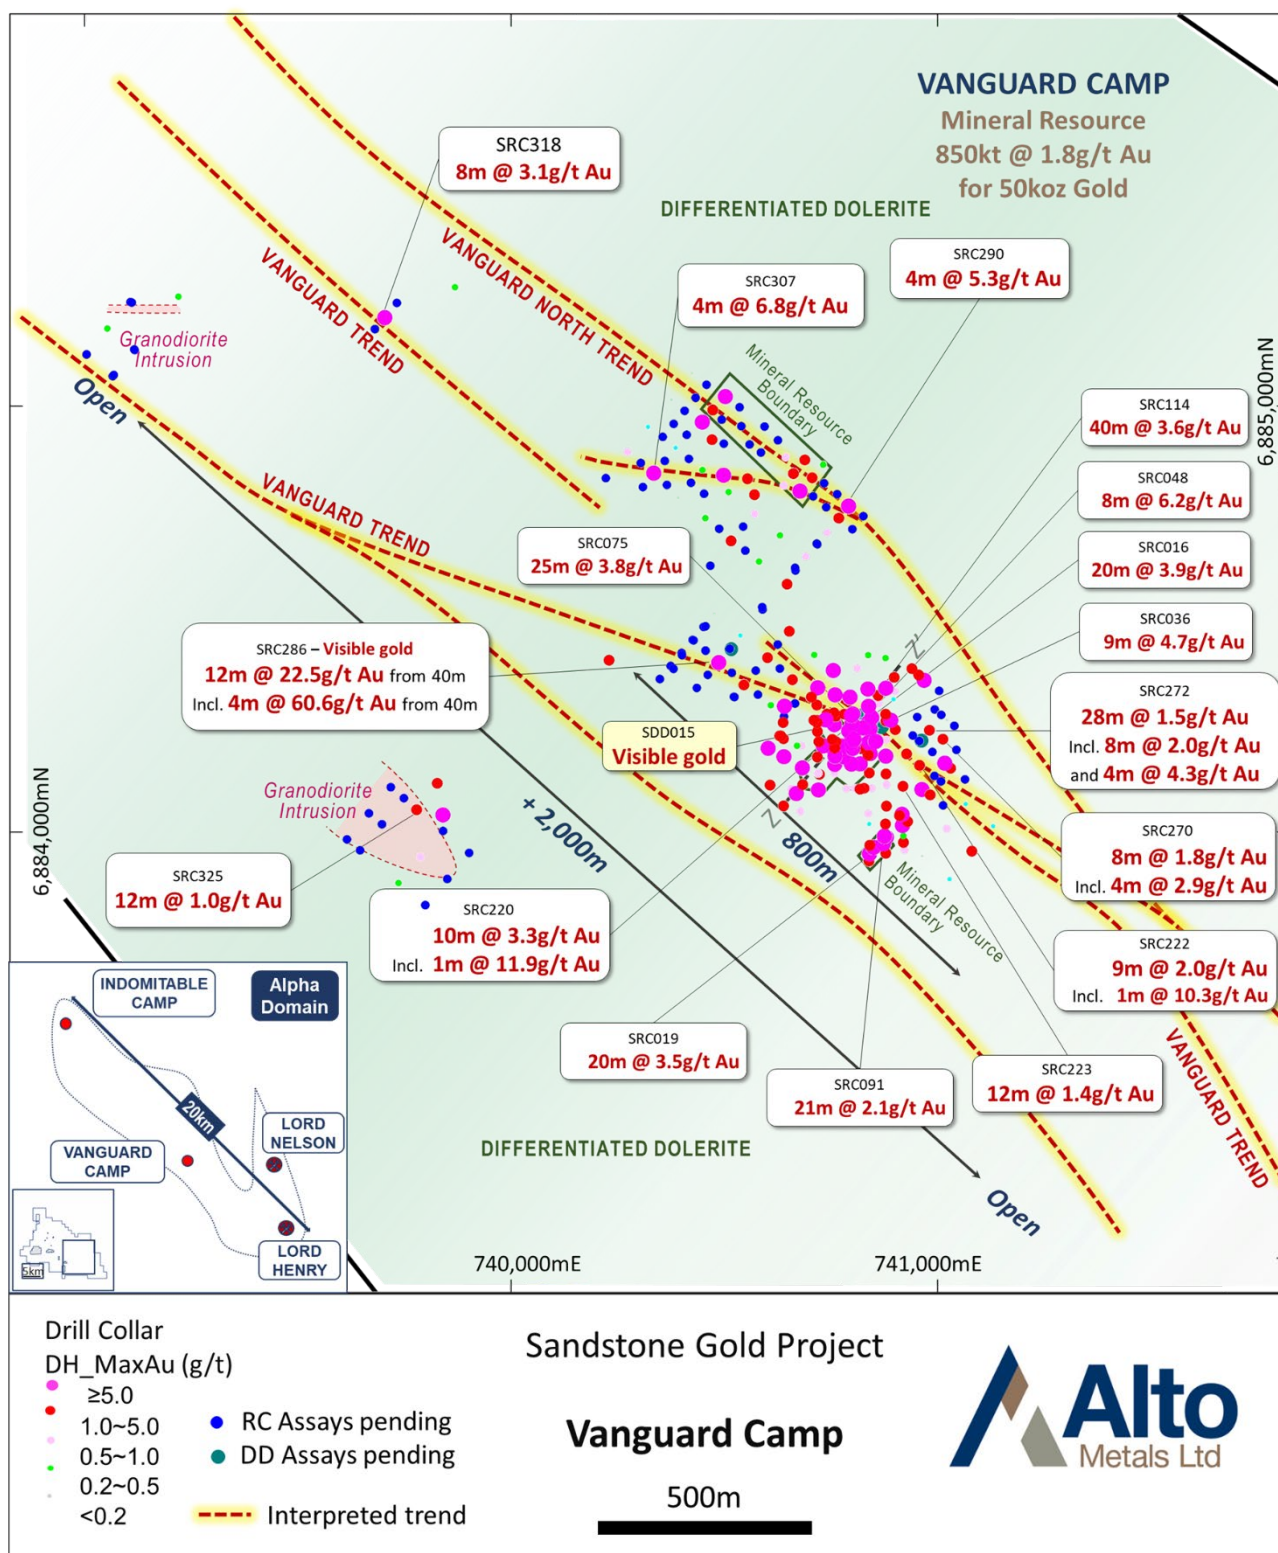 VANGUARD CAMP
Mineral Resource
850kt @ 1.8g/t Au
for 50koz Gold
SRC318
8m @ 3.1g/t Au
DIFFERENTIATED DOLERITE
SRC290
4m @ 5.3g/t Au
SRC307
4m @ 6.8g/t Au
VANGUARD TREND
VANGUARD NORTH TREND
Granodiorite
Intrusion
Open
Mineral Resource
Boundary
6,885,000mN
SRC114
40m @ 3.6g/t Au
SRC048
8m @ 6.2g/t Au
VANGUARD TREND
SRC075
25m @ 3.8g/t Au
SRC016
20m @ 3.9g/t Au
SRC036
9m @ 4.7g/t Au
Z'
SRC286 – Visible gold
12m @ 22.5g/t Au from 40m
Incl. 4m @ 60.6g/t Au from 40m
SRC272
28m @ 1.5g/t Au
Incl. 8m @ 2.0g/t Au
and 4m @ 4.3g/t Au
SDD015
Visible gold
Granodiorite
Intrusion
+ 2,000m
Z
800m
6,884,000mN
SRC270
8m @ 1.8g/t Au
Incl. 4m @ 2.9g/t Au
SRC325
12m @ 1.0g/t Au
Mineral Resource
Boundary
SRC220
10m @ 3.3g/t Au
Incl. 1m @ 11.9g/t Au
SRC222
9m @ 2.0g/t Au
Incl. 1m @ 10.3g/t Au
SRC019
20m @ 3.5g/t Au
SRC091
21m @ 2.1g/t Au
SRC223
12m @ 1.4g/t Au
VANGUARD TREND
DIFFERENTIATED DOLERITE
Open
740,000mE
741,000mE
INDOMITABLE
CAMP
Alpha
Domain
20km
LORD
NELSON
VANGUARD
CAMP
LORD
HENRY
5km
Drill Collar
DH_MaxAu (g/t)
≥5.0
1.0~5.0
0.5~1.0
0.2~0.5
<0.2
RC Assays pending
DD Assays pending
Interpreted trend
Sandstone Gold Project
Vanguard Camp
500m
Alto
Metals Ltd